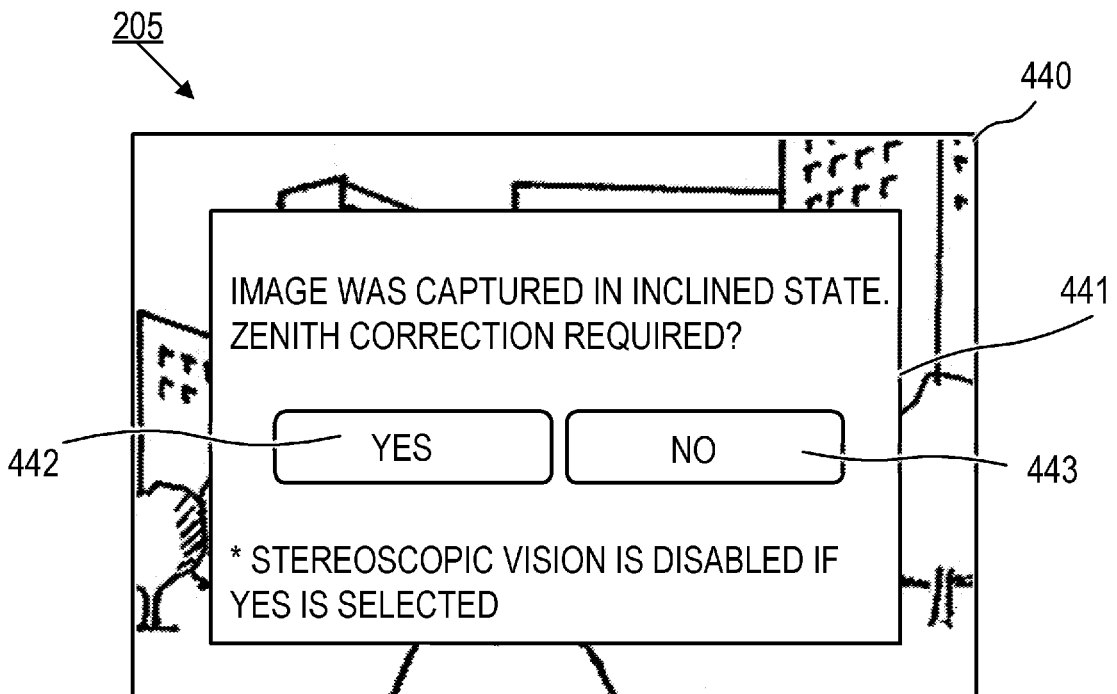 205
440
IMAGE WAS CAPTURED IN INCLINED STATE.
ZENITH CORRECTION REQUIRED?
441
YES
NO
442
443
* STEREOSCOPIC VISION IS DISABLED IF
YES IS SELECTED